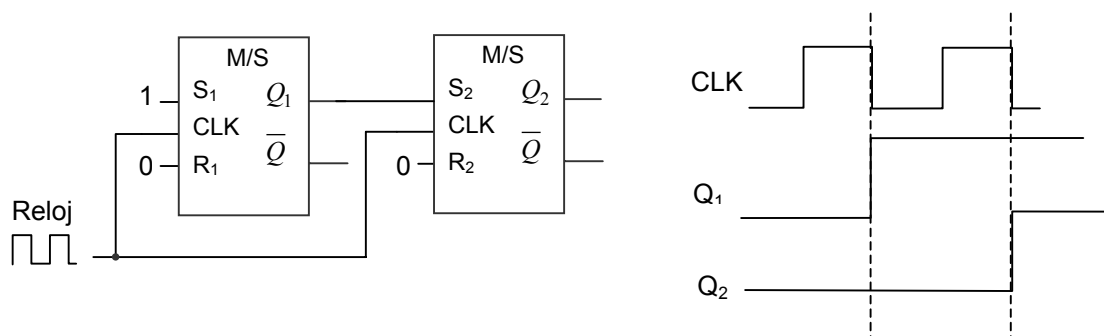 M/S
1
S₁
Q₁
CLK
0
R₁
Q̅
M/S
S₂
Q₂
CLK
0
R₂
Q̅
Reloj
CLK
Q₁
Q₂